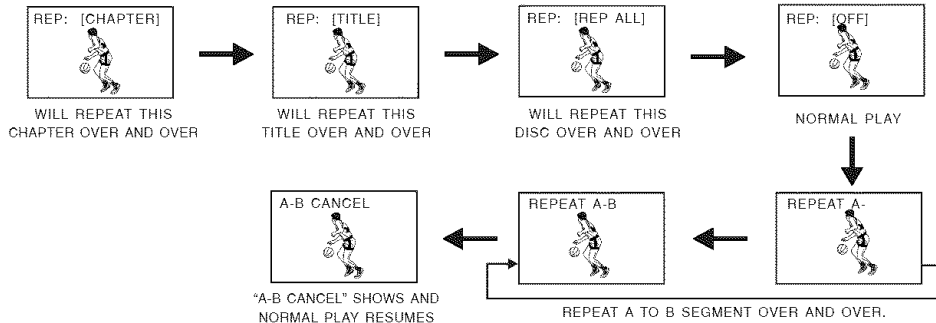 REP: [CHAPTER]
WILL REPEAT THIS
CHAPTER OVER AND OVER
REP: [TITLE]
WILL REPEAT THIS
TITLE OVER AND OVER
REP: [REP ALL]
WILL REPEAT THIS
DISC OVER AND OVER
REP: [OFF]
NORMAL PLAY
REPEAT A-
REPEAT A-B
REPEAT A TO B SEGMENT OVER AND OVER.
A-B CANCEL
"A-B CANCEL" SHOWS AND
NORMAL PLAY RESUMES